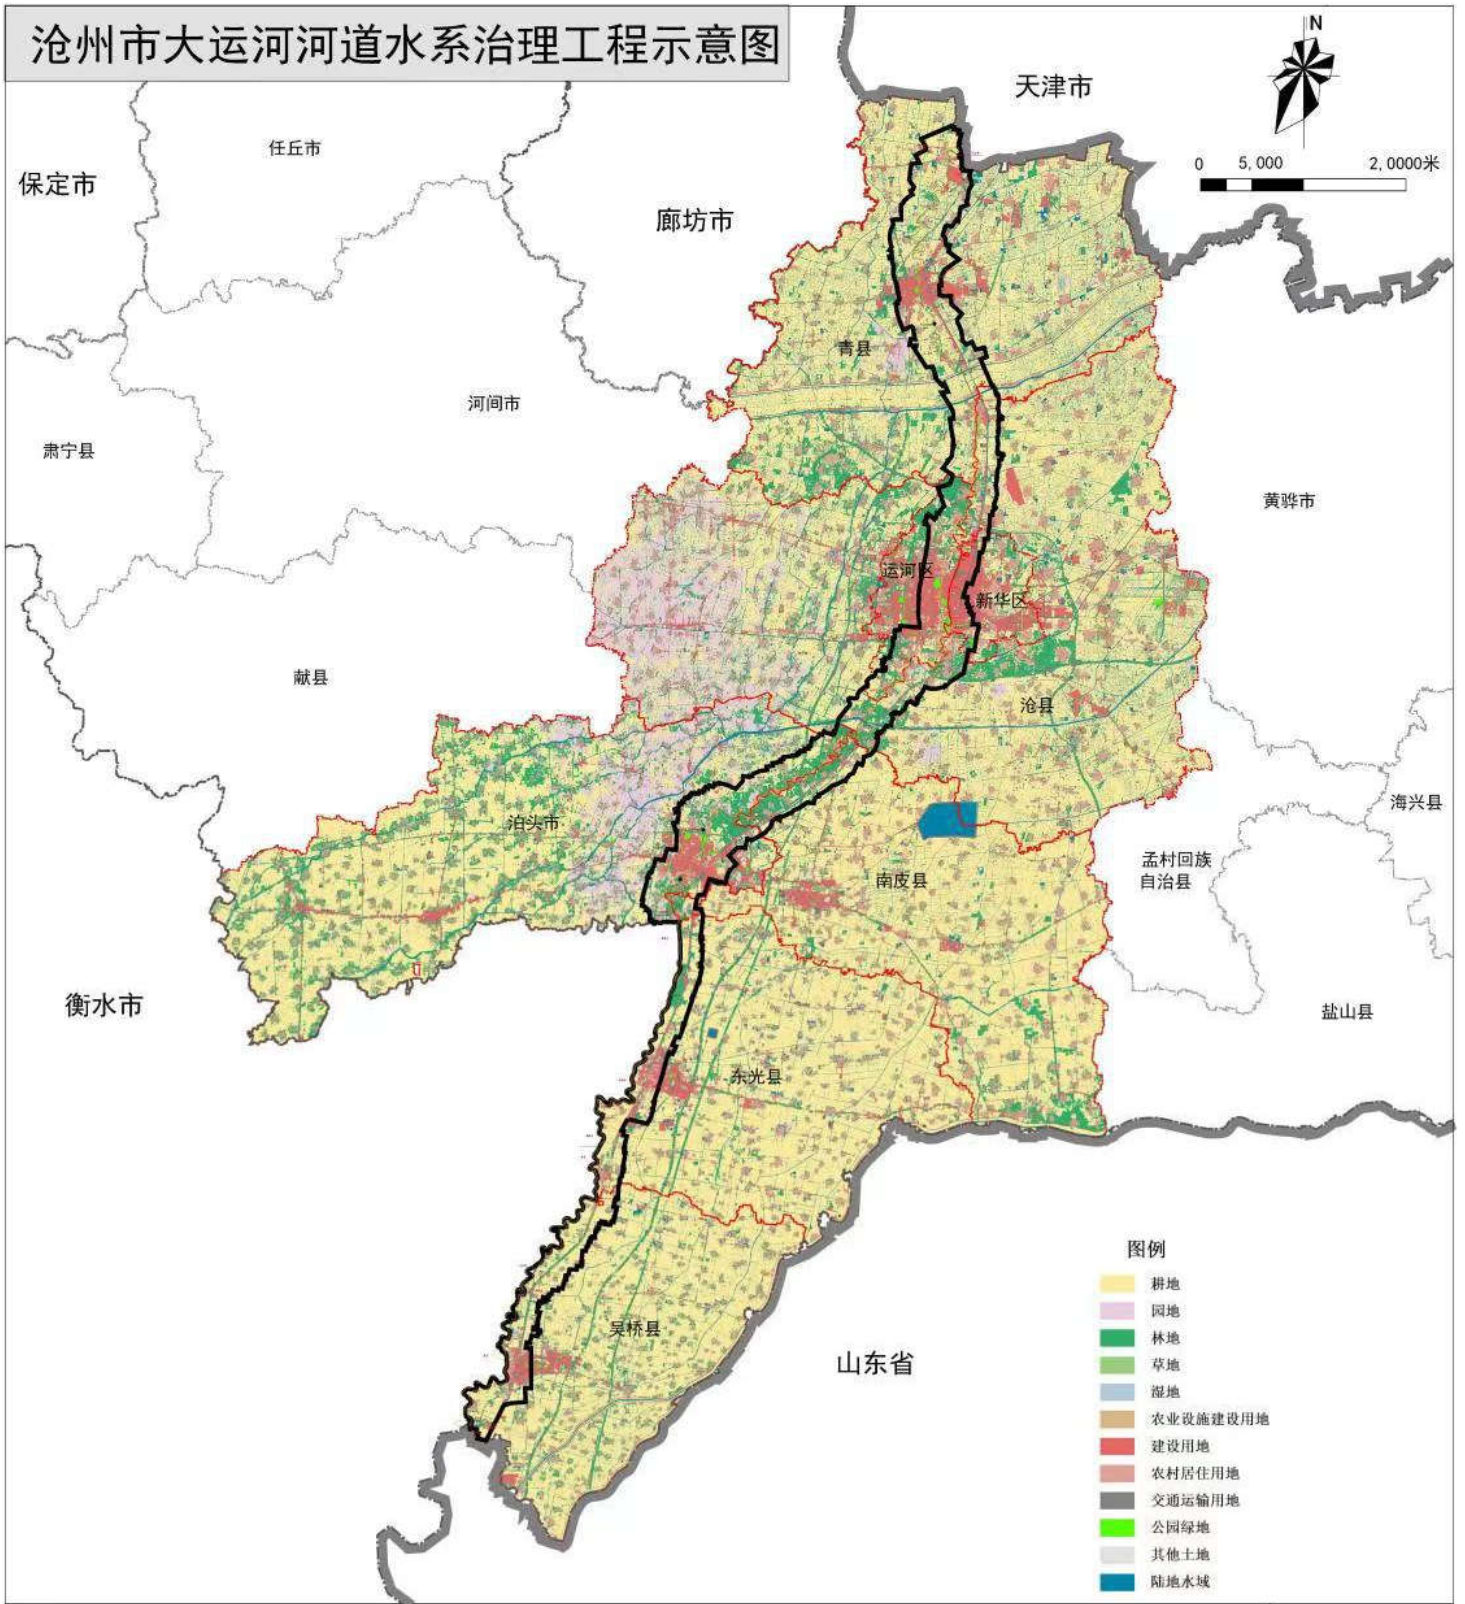 沧州市大运河河道水系治理工程示意图
N
天津市
0 5,000 2,0000米
任丘市
保定市
廊坊市
青县
河间市
肃宁县
黄骅市
运河区
新华区
献县
沧县
海兴县
泊头市
孟村回族
自治县
南皮县
衡水市
盐山县
东光县
图例
耕地
园地
吴桥县
林地
山东省
草地
湿地
农业设施建设用地
建设用地
农村居住用地
交通运输用地
公园绿地
其他土地
陆地水域